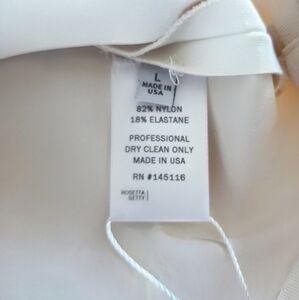 L
MADE IN
USA
82% NYLON
18% ELASTANE
PROFESSIONAL
DRY CLEAN ONLY
MADE IN USA
RN #145116
ROSETTA
GETTY